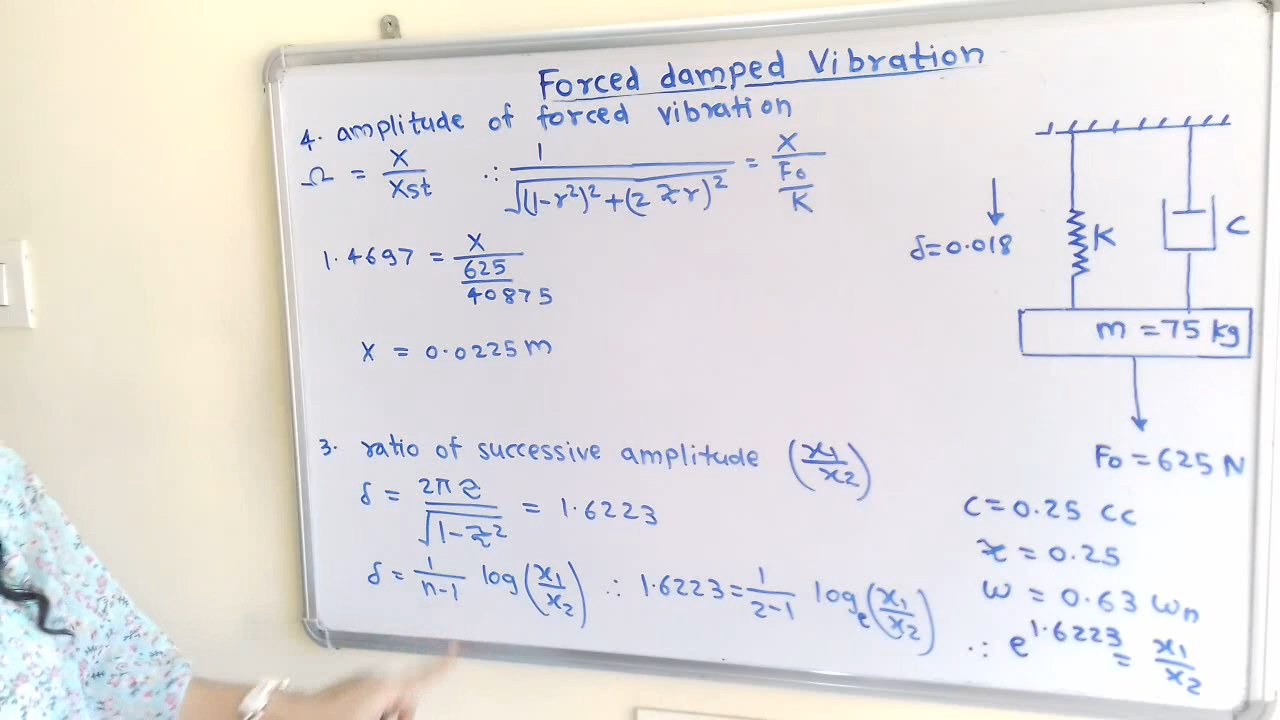 Forced damped Vibration
4. amplitude of forced vibration
Ω = X / Xst ∴ 1 / √((1-r²)²+(2 z r)²) = X / (Fo / K)
1.4697 = X / (625 / 40875)
X = 0.0225 m
3. ratio of successive amplitude (x1 / x2)
δ = 2π z / √(1-z²) = 1.6223
δ = 1 / (n-1) log (x1 / x2) ∴ 1.6223 = 1 / (2-1) loge (x1 / x2)
δ=0.018
K
C
m = 75 kg
Fo = 625 N
C = 0.25 Cc
z = 0.25
ω = 0.63 ωn
∴ e^1.6223 = x1 / x2